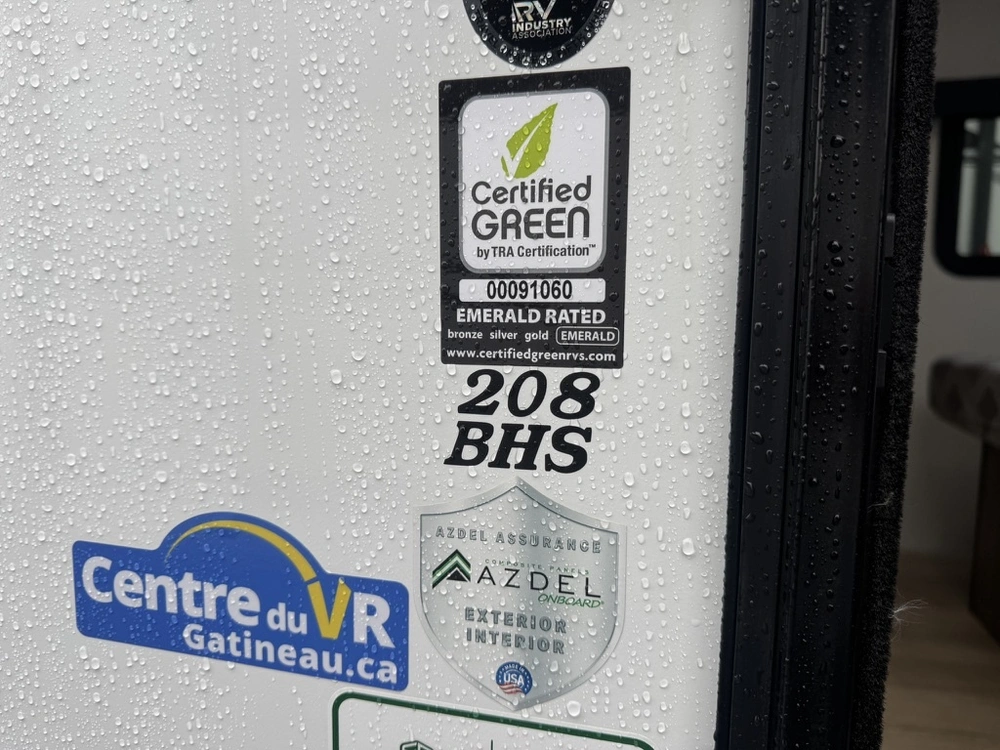 RV
INDUSTRY
ASSOCIATION
Certified
GREEN
by TRA Certification™
00091060
EMERALD RATED
bronze silver gold EMERALD
www.certifiedgreenrvs.com
208
BHS
AZDEL ASSURANCE
COMPOSITE PANELS
AZDEL
ONBOARD®
EXTERIOR
INTERIOR
MADE IN
USA
Centre du VR
Gatineau.ca